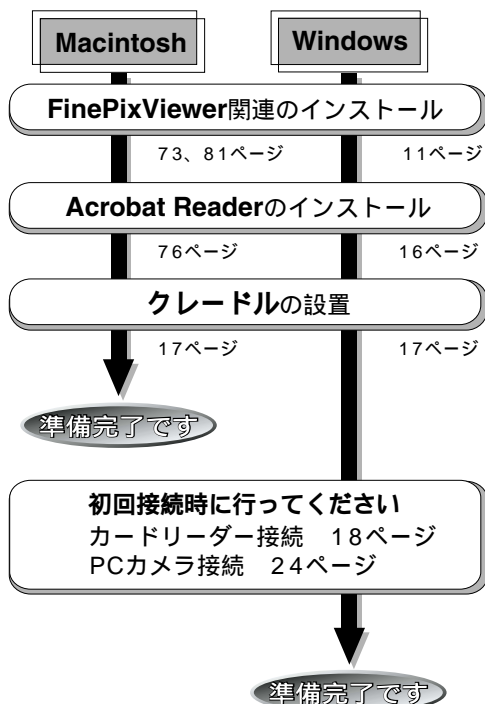 Macintosh Windows
FinePixViewer関連のインストール
73、81ページ 11ページ
Acrobat Readerのインストール
76ページ 16ページ
クレードルの設置
17ページ 17ページ
準備完了です
初回接続時に行ってください
カードリーダー接続 18ページ
PCカメラ接続 24ページ
準備完了です